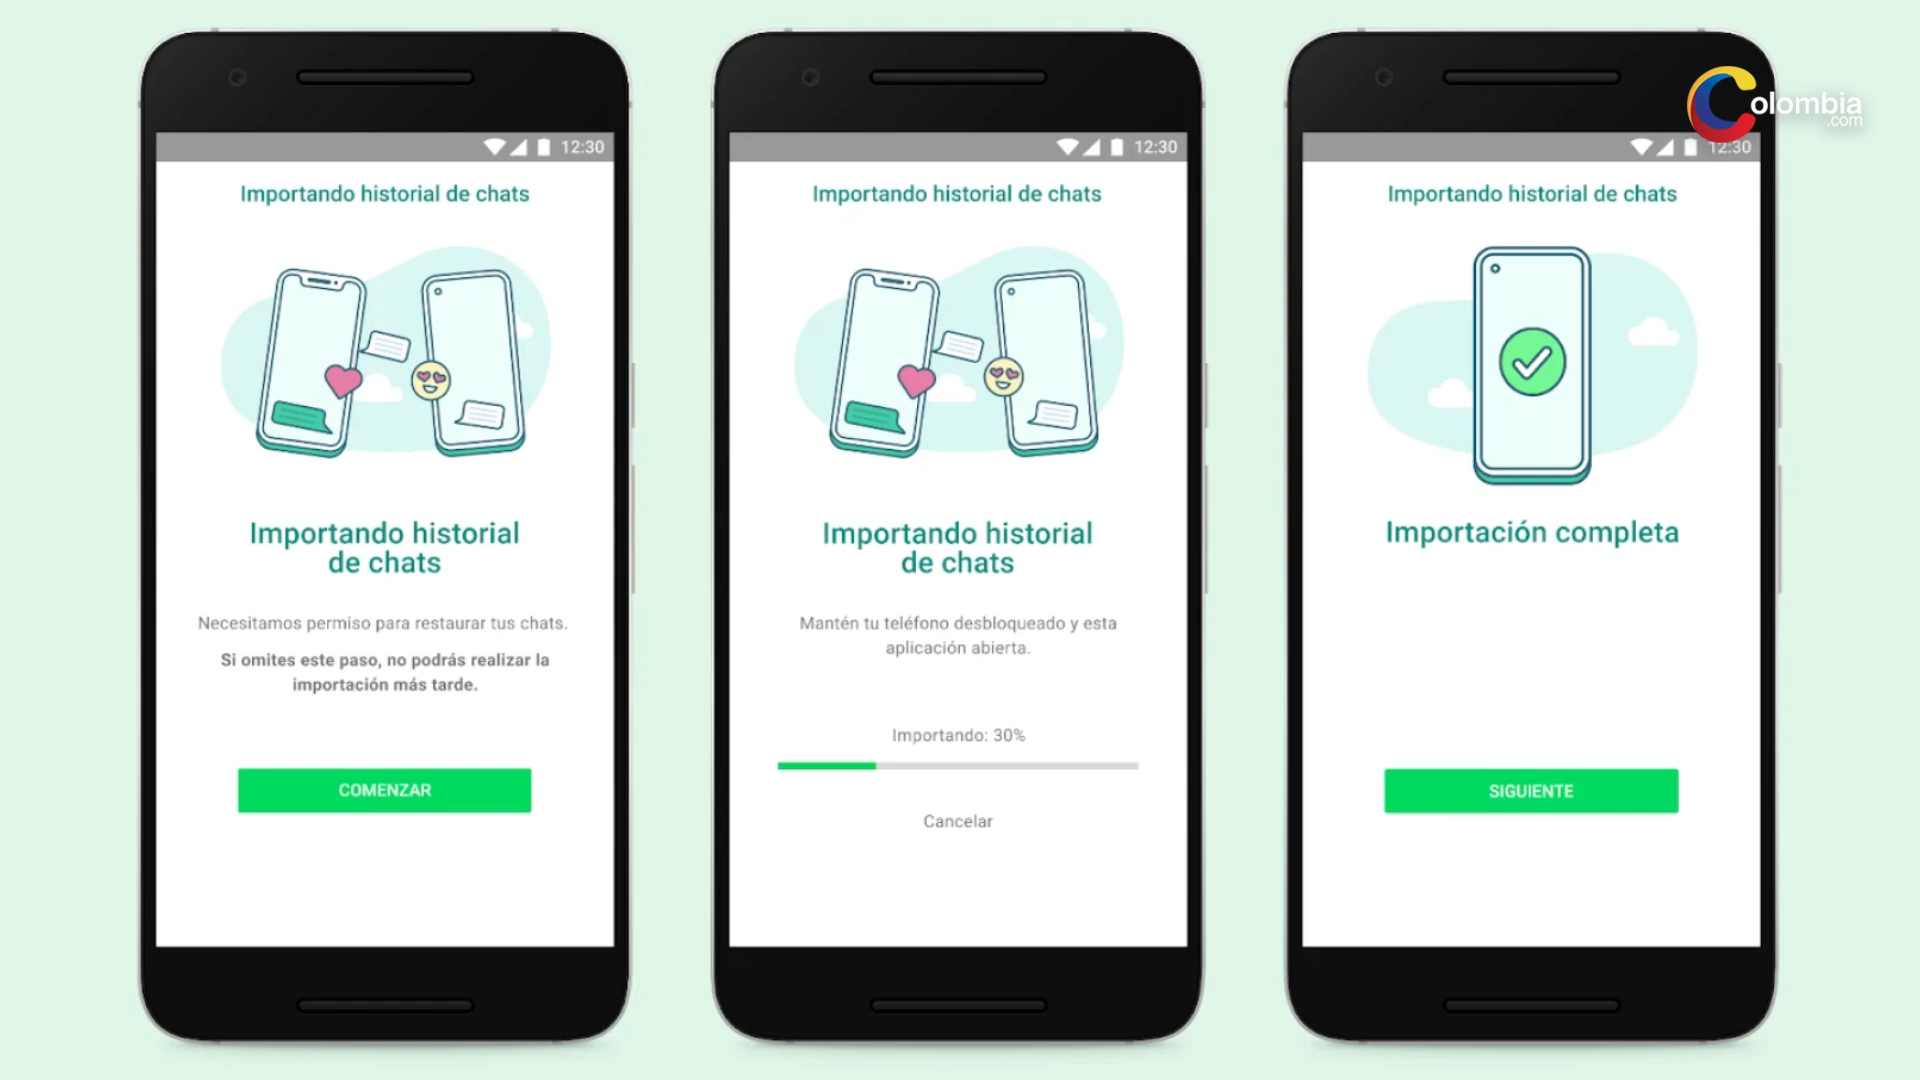 12:30
Importando historial de chats
Importando historial
de chats
Necesitamos permiso para restaurar tus chats.
Si omites este paso, no podrás realizar la
importación más tarde.
COMENZAR
12:30
Importando historial de chats
Importando historial
de chats
Mantén tu teléfono desbloqueado y esta
aplicación abierta.
Importando: 30%
Cancelar
Colombia
.com
12:30
Importando historial de chats
Importación completa
SIGUIENTE